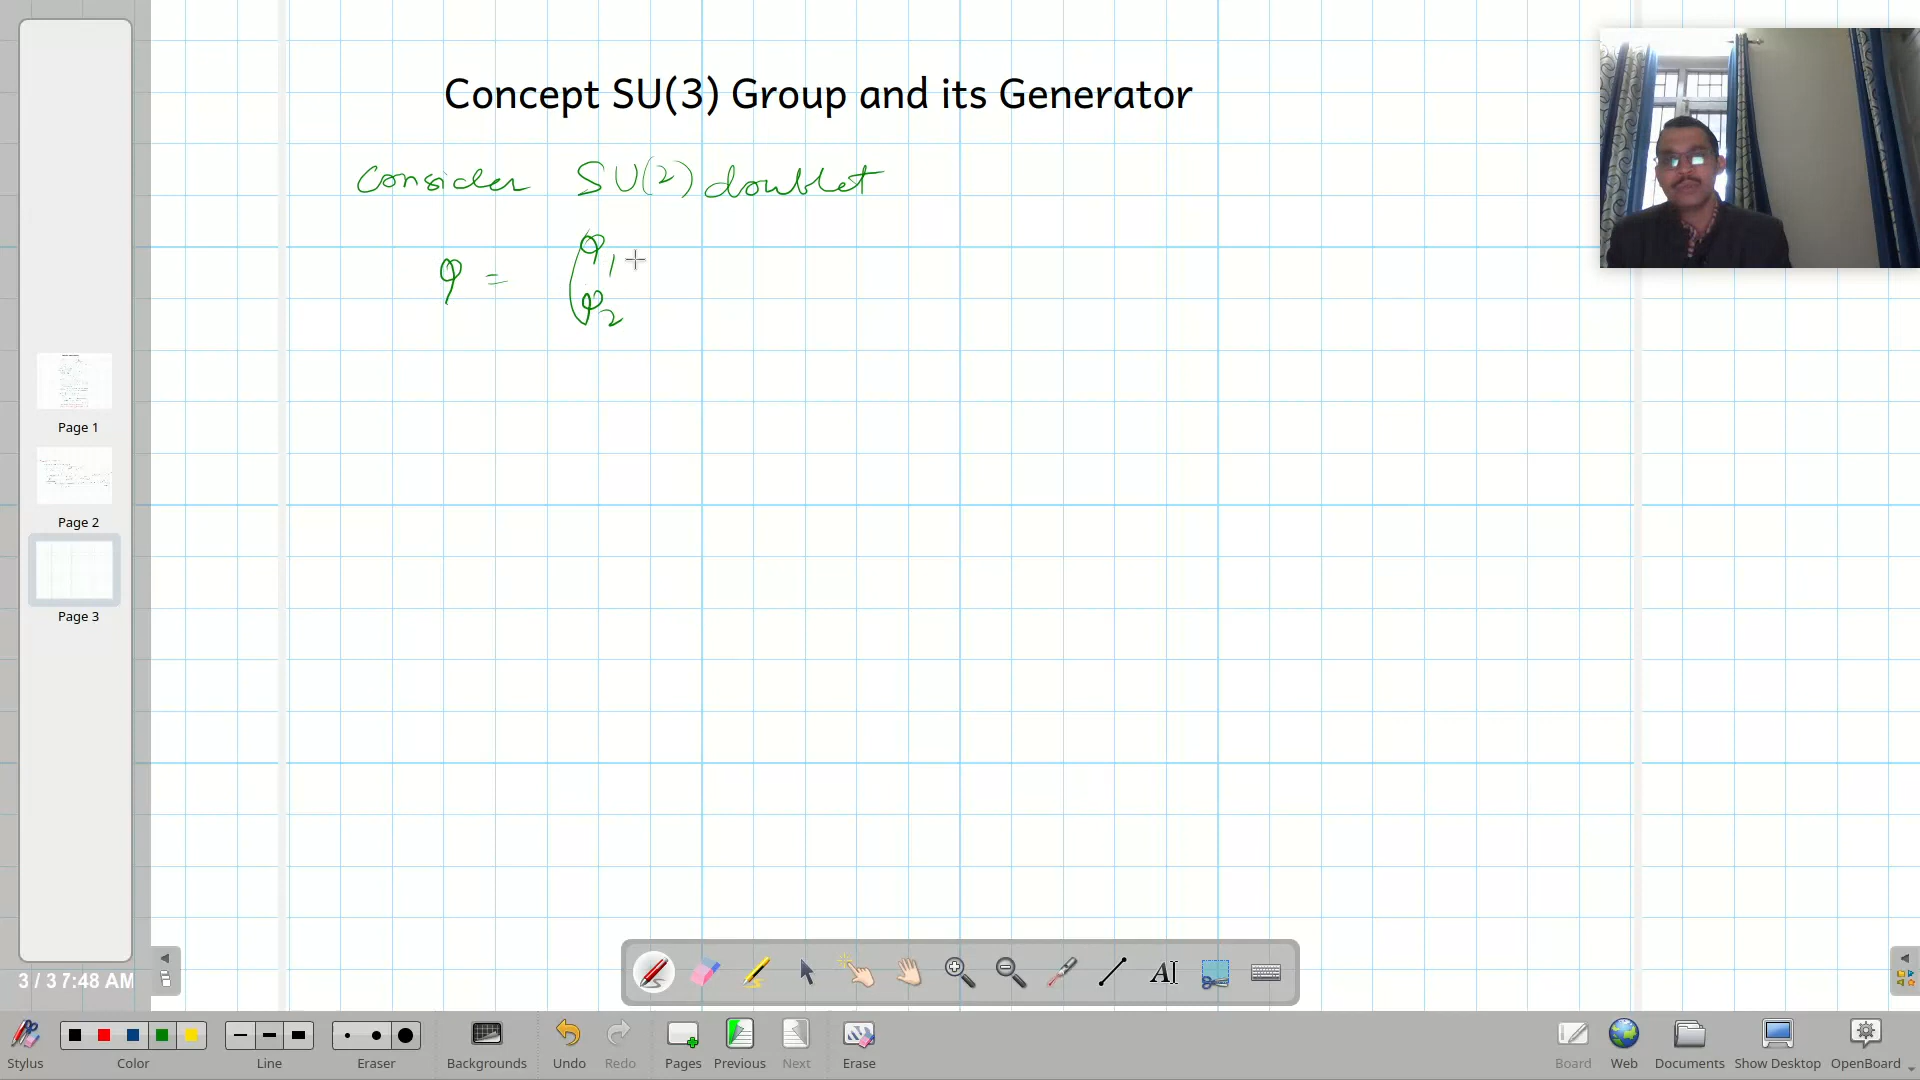 Concept SU(3) Group and its Generator
Consider SU(2) doublet
φ = (φ1
φ2
Page 1
Page 2
Page 3
3 / 3 7:48 AM
Stylus
Color
Line
Eraser
Backgrounds
Undo
Redo
Pages
Previous
Next
Erase
Board
Web
Documents
Show Desktop
OpenBoard